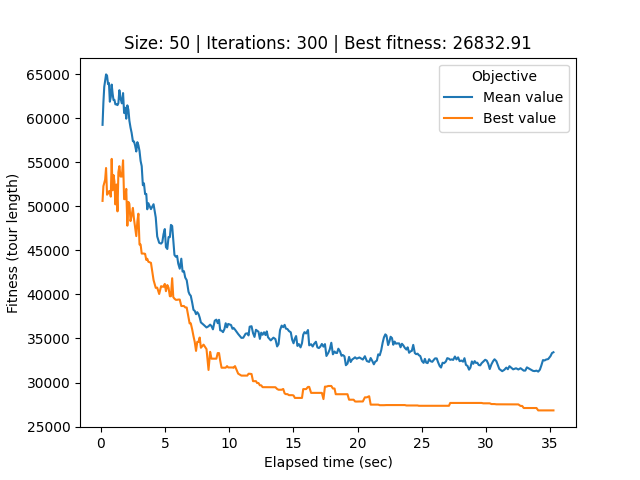 Size: 50 | Iterations: 300 | Best fitness: 26832.91
Objective
Mean value
Best value
Fitness (tour length)
65000
60000
55000
50000
45000
40000
35000
30000
25000
0 5 10 15 20 25 30 35
Elapsed time (sec)